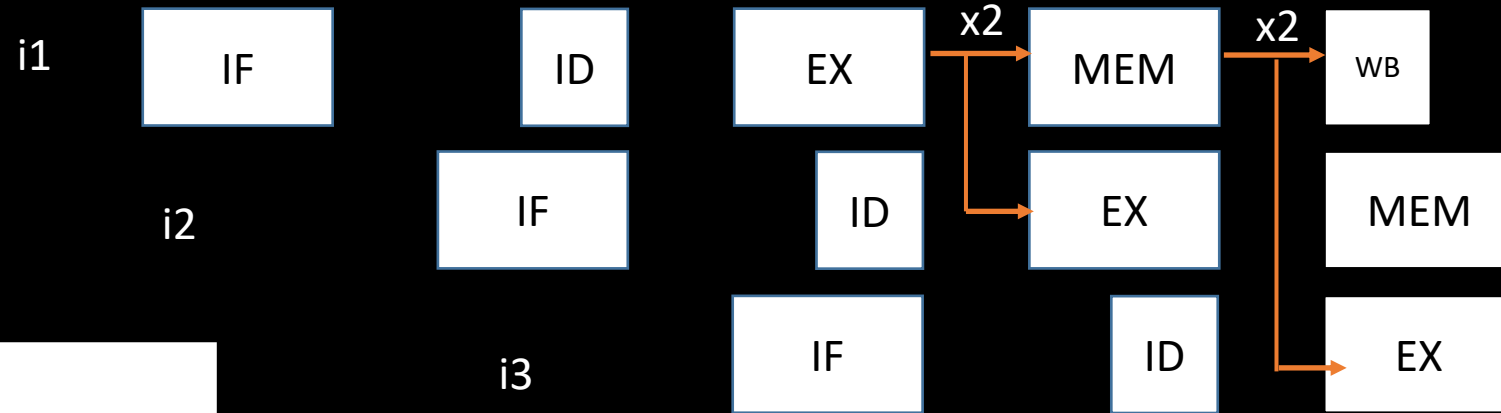 x2 x2
i1 IF ID EX MEM WB
i2 IF ID EX MEM
i3 IF ID EX